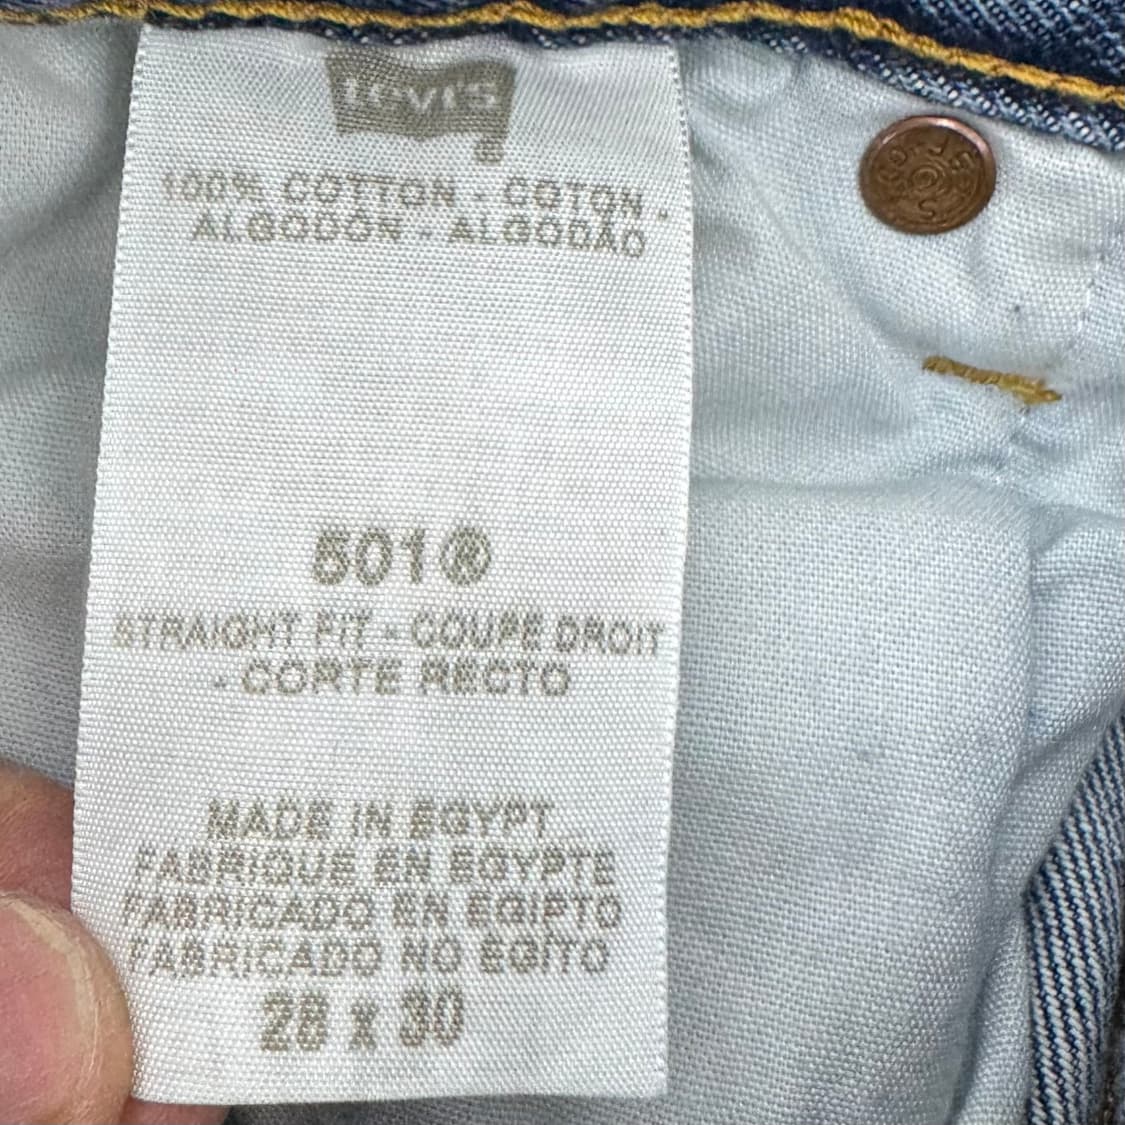 Levi's
100% COTTON - COTON -
ALGODÓN - ALGODÃO
501®
STRAIGHT FIT - COUPE DROIT
- CORTE RECTO
MADE IN EGYPT
FABRIQUE EN EGYPTE
FABRICADO EN EGIPTO
FABRICADO NO EGITO
28 x 30